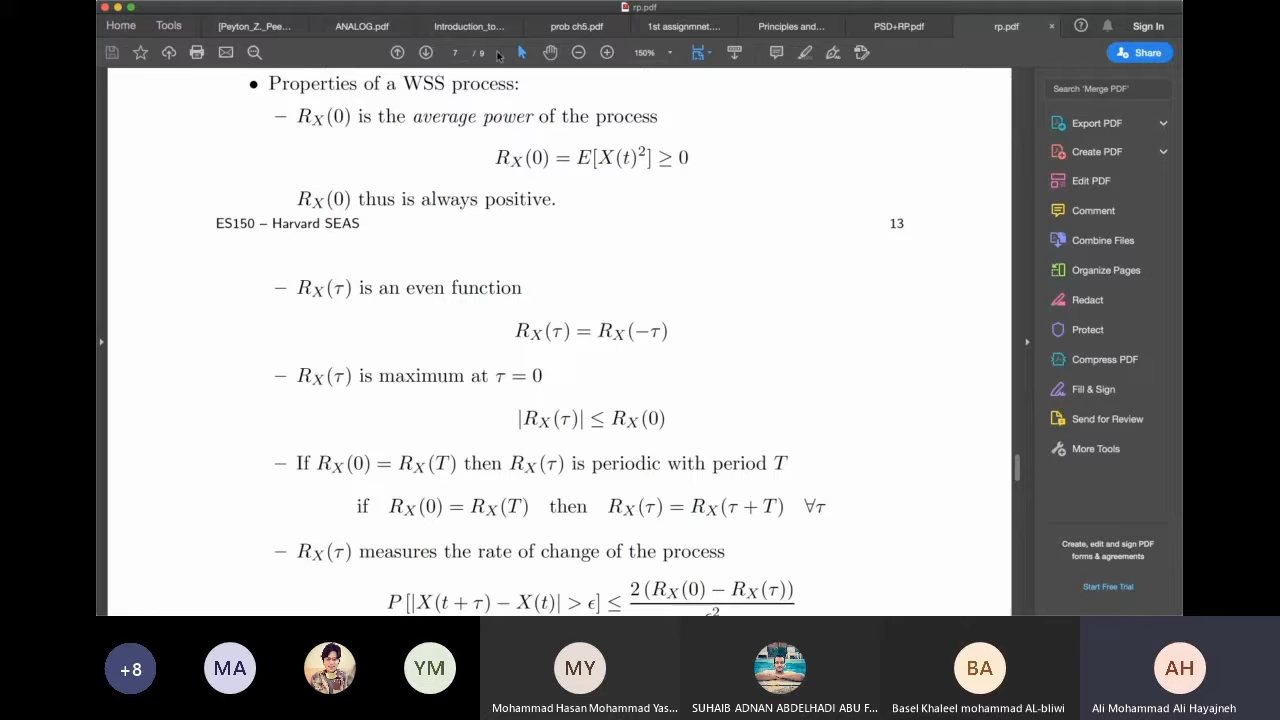 rp.pdf
Home
Tools
[Peyton_Z,_Pee...
ANALOG.pdf
Introduction_to...
prob ch5.pdf
1st assignmnet....
Principles and...
PSD+RP.pdf
rp.pdf
×
Sign In
7 / 9
150%
Share
• Properties of a WSS process:
– R_X(0) is the average power of the process
R_X(0) = E[X(t)²] ≥ 0
R_X(0) thus is always positive.
ES150 – Harvard SEAS
13
– R_X(τ) is an even function
R_X(τ) = R_X(−τ)
– R_X(τ) is maximum at τ = 0
|R_X(τ)| ≤ R_X(0)
– If R_X(0) = R_X(T) then R_X(τ) is periodic with period T
if R_X(0) = R_X(T) then R_X(τ) = R_X(τ + T) ∀τ
– R_X(τ) measures the rate of change of the process
P[|X(t + τ) − X(t)| > ϵ] ≤ 2(R_X(0) − R_X(τ))
Search 'Merge PDF'
Export PDF
Create PDF
Edit PDF
Comment
Combine Files
Organize Pages
Redact
Protect
Compress PDF
Fill & Sign
Send for Review
More Tools
Create, edit and sign PDF
forms & agreements
Start Free Trial
+8
MA
YM
MY
BA
AH
Mohammad Hasan Mohammad Yas...
SUHAIB ADNAN ABDELHADI ABU F...
Basel Khaleel mohammad AL-bliwi
Ali Mohammad Ali Hayajneh